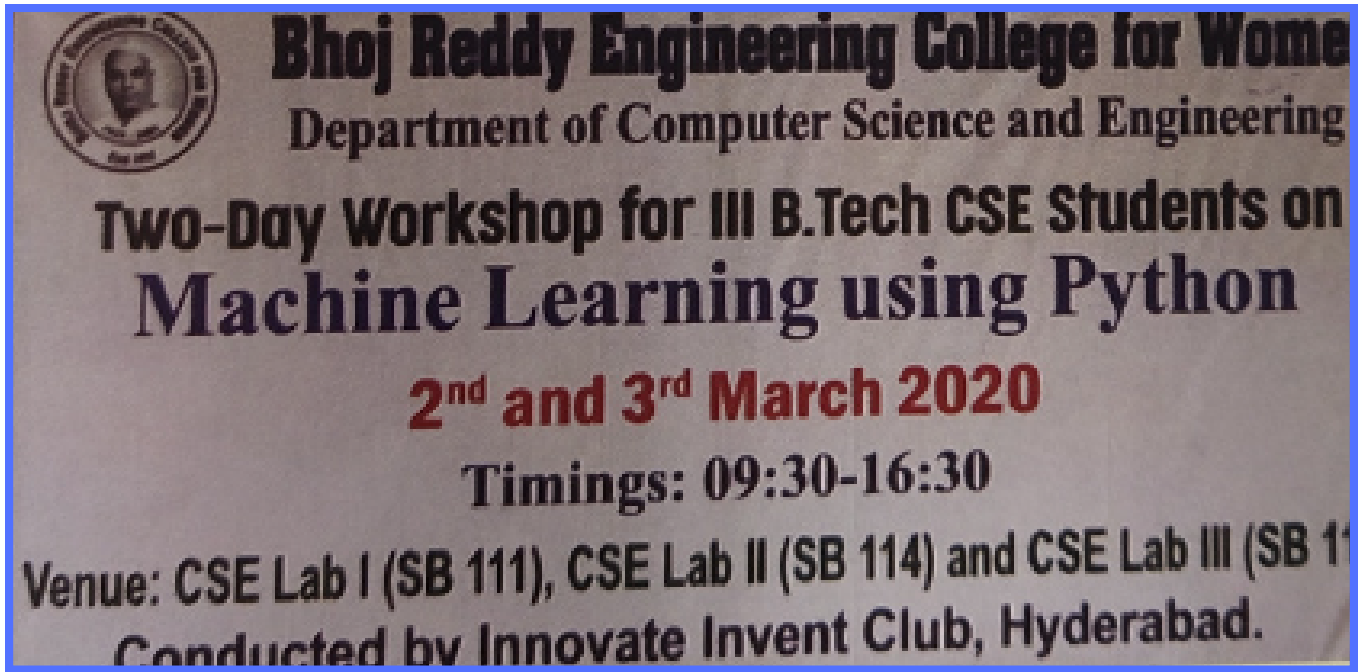 Bhoj Reddy Engineering College for Wome
Department of Computer Science and Engineering
Two-Day Workshop for III B.Tech CSE Students on
Machine Learning using Python
2nd and 3rd March 2020
Timings: 09:30-16:30
Venue: CSE Lab I (SB 111), CSE Lab II (SB 114) and CSE Lab III (SB 11
Conducted by Innovate Invent Club, Hyderabad.